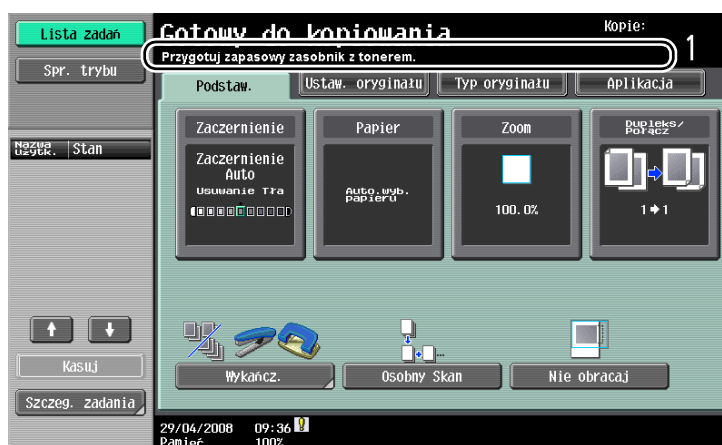 Lista zadań
Spr. trybu
Nazwa użytk.
Stan
Kasuj
Szczeg. zadania
Gotowy do kopiowania
Kopie:
1
Przygotuj zapasowy zasobnik z tonerem.
Podstaw.
Ustaw. oryginału
Typ oryginału
Aplikacja
Zaczernienie
Zaczernienie
Auto
Usuwanie Tła
Papier
Auto.wyb.
papieru
Zoom
100.0%
Dupleks/
Porącz
1➜1
Wykańcz.
Osobny Skan
Nie obracaj
29/04/2008 09:36
Pamięć 100%